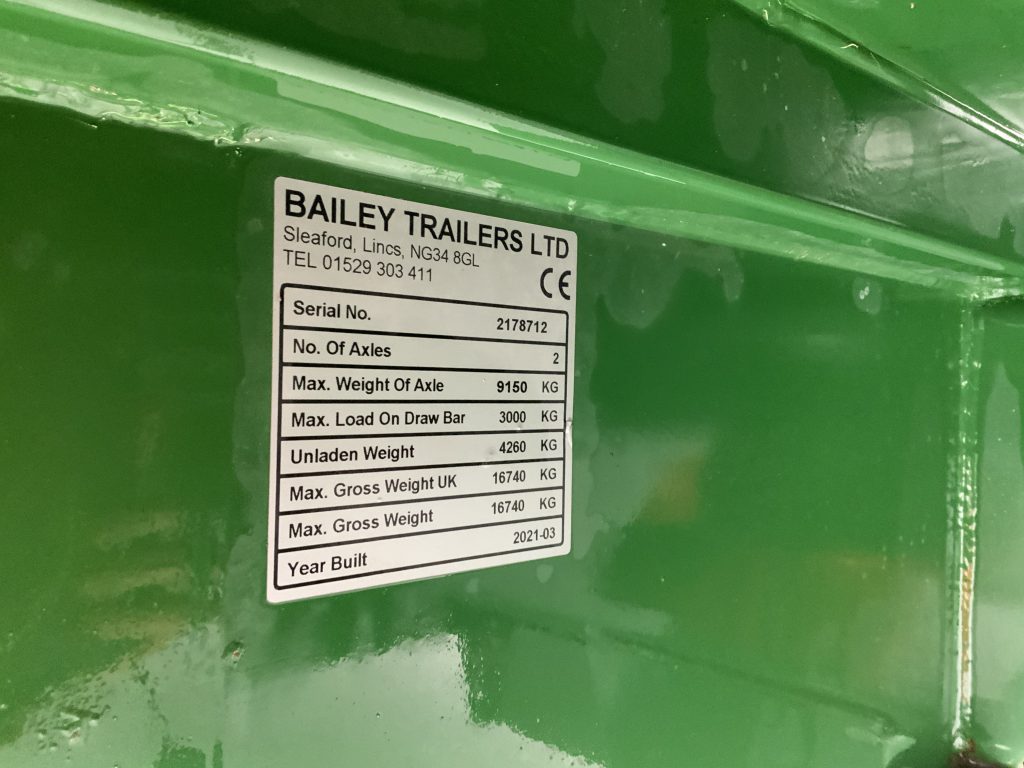 BAILEY TRAILERS LTD
Sleaford, Lincs, NG34 8GL
TEL 01529 303 411
CE
Serial No. 2178712
No. Of Axles 2
Max. Weight Of Axle 9150 KG
Max. Load On Draw Bar 3000 KG
Unladen Weight 4260 KG
Max. Gross Weight UK 16740 KG
Max. Gross Weight 16740 KG
Year Built 2021-03